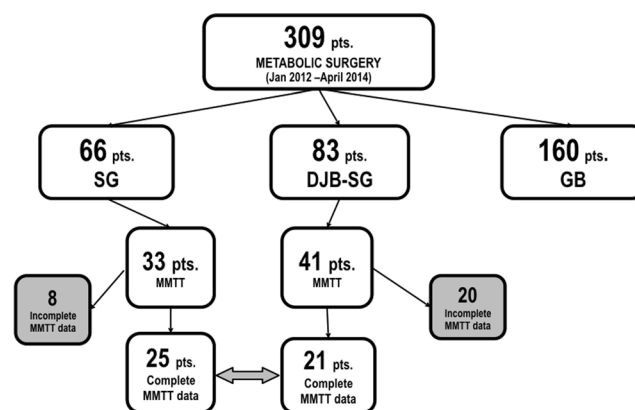 309 pts.
METABOLIC SURGERY
(Jan 2012 –April 2014)
66 pts.
SG
83 pts.
DJB-SG
160 pts.
GB
33 pts.
MMTT
41 pts.
MMTT
8
Incomplete
MMTT data
20
Incomplete
MMTT data
25 pts.
Complete
MMTT data
21 pts.
Complete
MMTT data